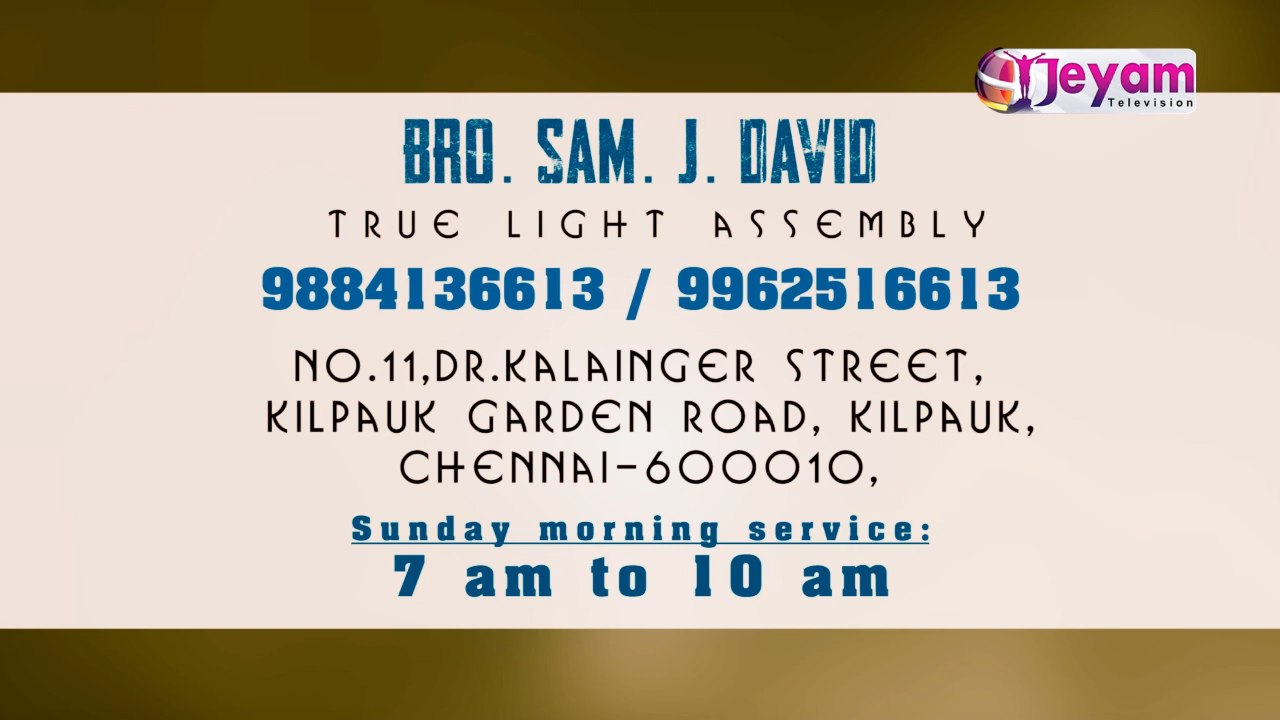 Jeyam
Television
BRO. SAM. J. DAVID
TRUE LIGHT ASSEMBLY
9884136613 / 9962516613
NO.11,DR.KALAINGER STREET,
KILPAUK GARDEN ROAD, KILPAUK,
CHENNAI-600010,
Sunday morning service:
7 am to 10 am